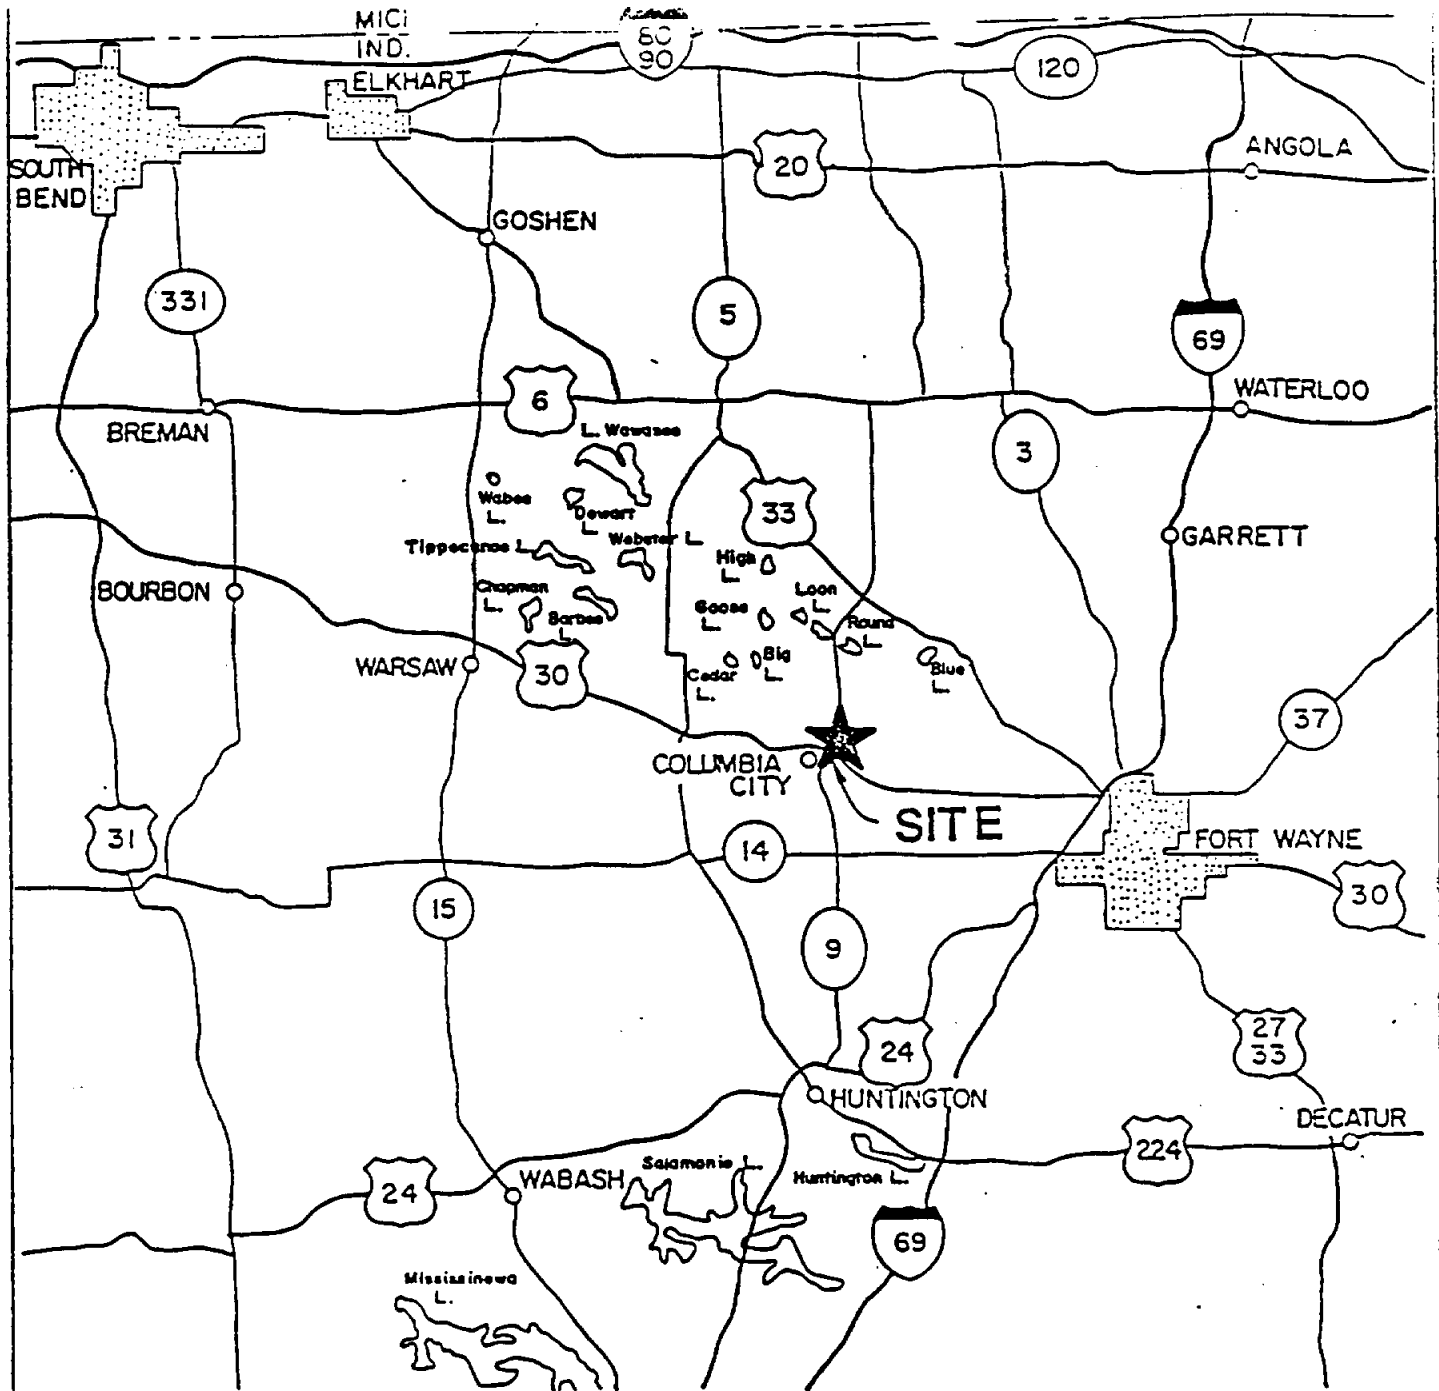 MICI
IND.
80
90
ELKHART
120
SOUTH
BEND
20
ANGOLA
GOSHEN
331
5
69
6
WATERLOO
BREMAN
L. Wawasee
3
Wabee
L.
Dewart
L.
33
Tippecanoe L.
Webster L.
GARRETT
High
L.
BOURBON
Chapman
L.
Barbee
L.
Goose
L.
Loon
L.
Round
L.
WARSAW
30
Cedar
L.
Big
L.
Blue
L.
37
COLUMBIA
CITY
SITE
31
14
FORT WAYNE
30
15
9
24
27
33
HUNTINGTON
DECATUR
224
24
WABASH
Salamonie L.
Huntington L.
69
Mississinewa
L.